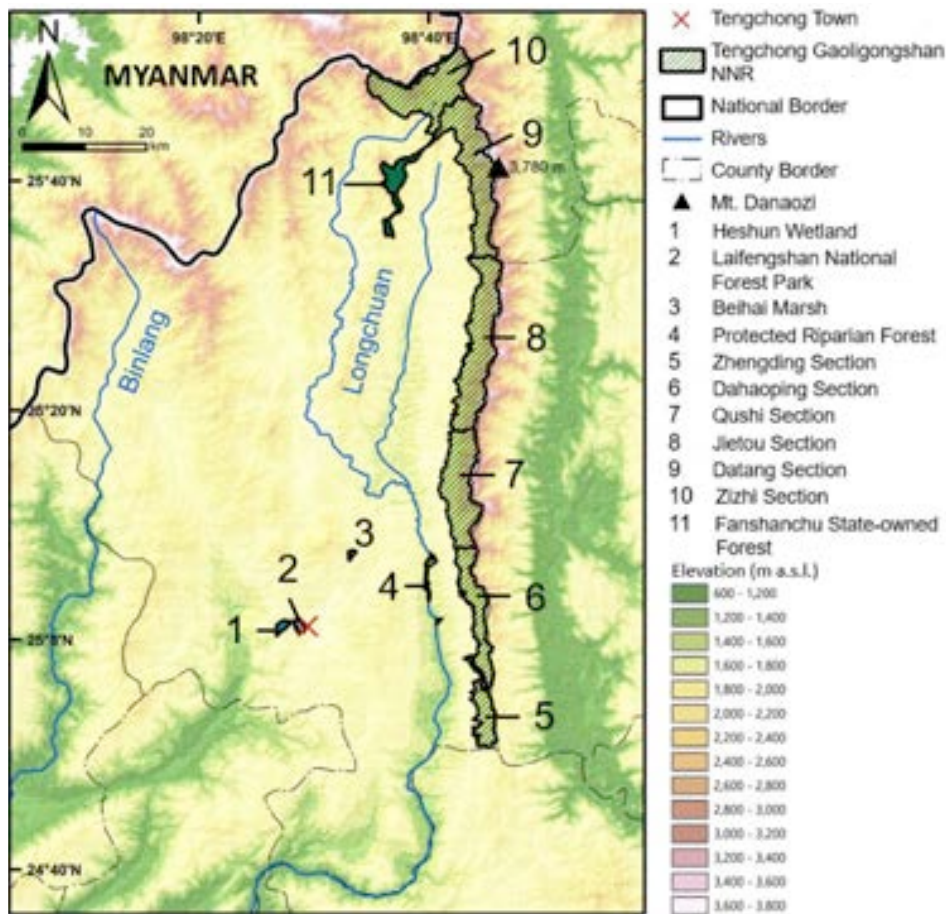 98°20'E
98°40'E
N
MYANMAR
0
10
20
km
10
9
3,780 m
25°40'N
11
Binlang
Longchuan
8
25°20'N
7
3
2
4
6
1
25°0'N
5
24°40'N
Tengchong Town
Tengchong Gaoligongshan
NNR
National Border
Rivers
County Border
Mt. Danaozi
1 Heshun Wetland
2 Laifengshan National
Forest Park
3 Beihai Marsh
4 Protected Riparian Forest
5 Zhengding Section
6 Dahaoping Section
7 Qushi Section
8 Jietou Section
9 Datang Section
10 Zizhi Section
11 Fanshanchu State-owned
Forest
Elevation (m a.s.l.)
600 - 1,200
1,200 - 1,400
1,400 - 1,600
1,600 - 1,800
1,800 - 2,000
2,000 - 2,200
2,200 - 2,400
2,400 - 2,600
2,600 - 2,800
2,800 - 3,000
3,000 - 3,200
3,200 - 3,400
3,400 - 3,600
3,600 - 3,800